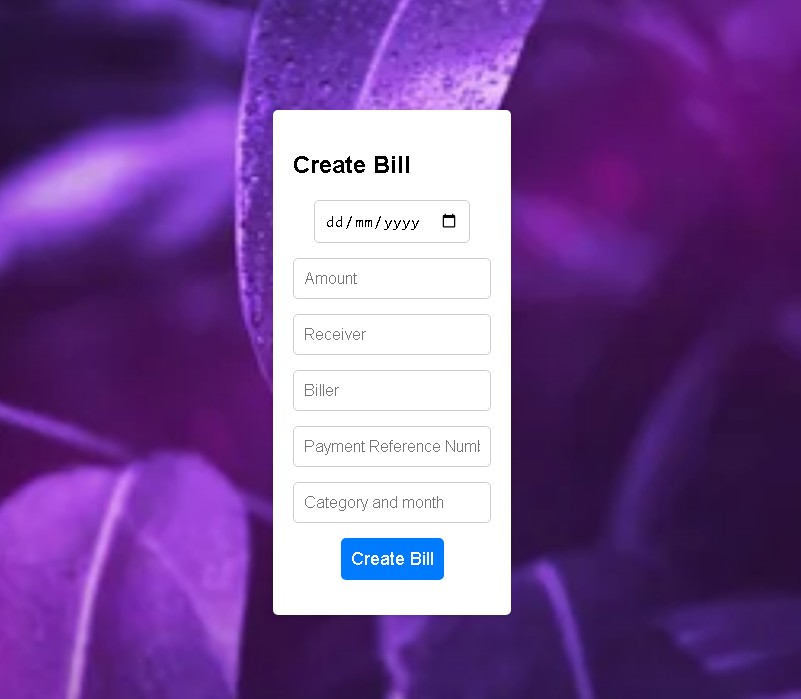 Create Bill
dd/mm/yyyy
Amount
Receiver
Biller
Payment Reference Numb
Category and month
Create Bill